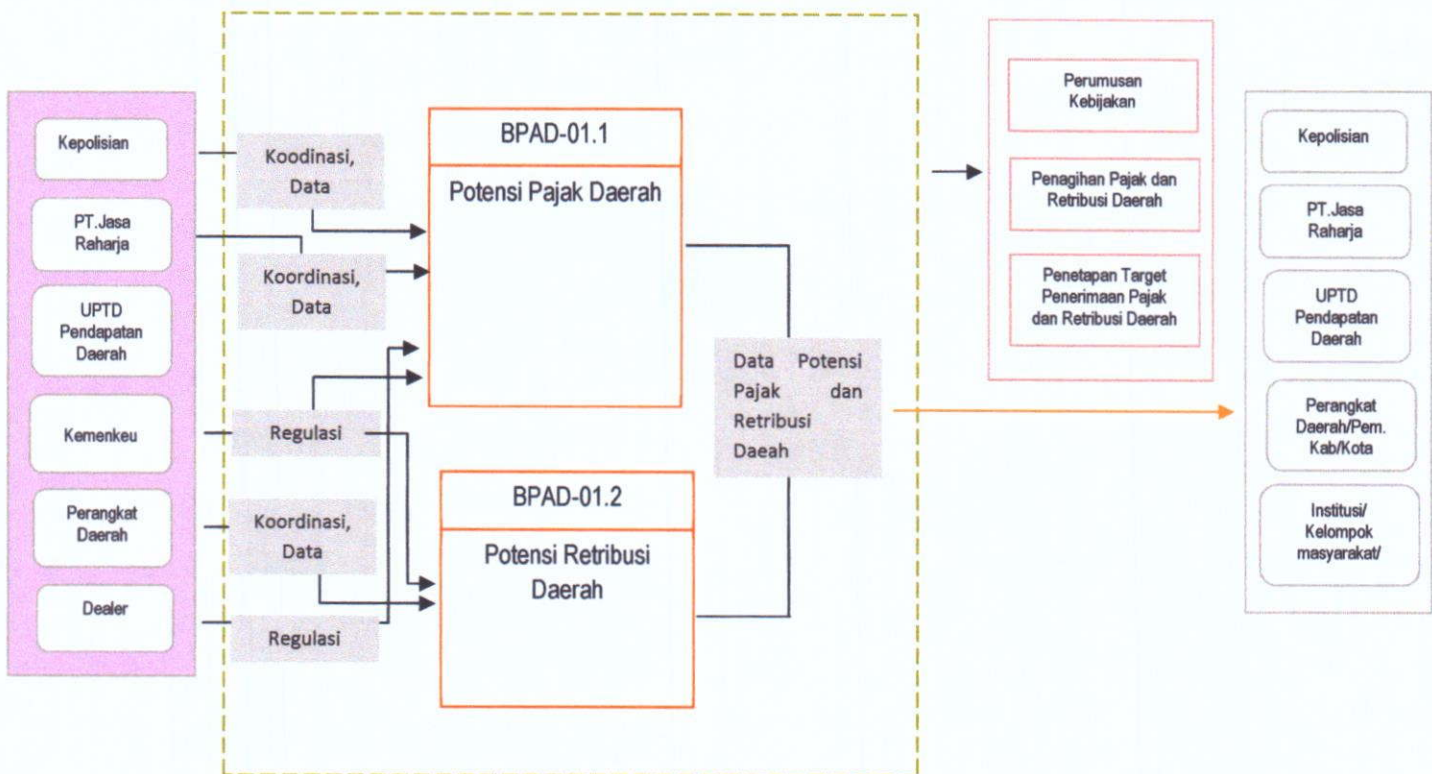 Kepolisian
PT.Jasa
Raharja
UPTD
Pendapatan
Daerah
Kemenkeu
Perangkat
Daerah
Dealer
Koodinasi,
Data
Koordinasi,
Data
Regulasi
Koordinasi,
Data
Regulasi
BPAD-01.1
Potensi Pajak Daerah
BPAD-01.2
Potensi Retribusi
Daerah
Data Potensi
Pajak dan
Retribusi
Daeah
Perumusan
Kebijakan
Penagihan Pajak dan
Retribusi Daerah
Penetapan Target
Penerimaan Pajak
dan Retribusi Daerah
Kepolisian
PT.Jasa
Raharja
UPTD
Pendapatan
Daerah
Perangkat
Daerah/Pem.
Kab/Kota
Institusi/
Kelompok
masyarakat/